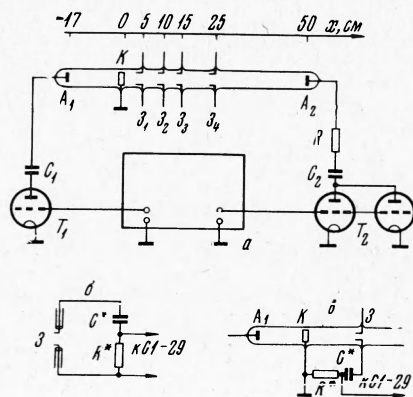 -17 0 5 10 15 25 50 x, см
K
A₁ A₂
З₁ З₂ З₃ З₄
R
C₁ C₂
T₁ T₂
а
в б
A₁ K З
C* C*
З R* кС1-29
R** кС1-29